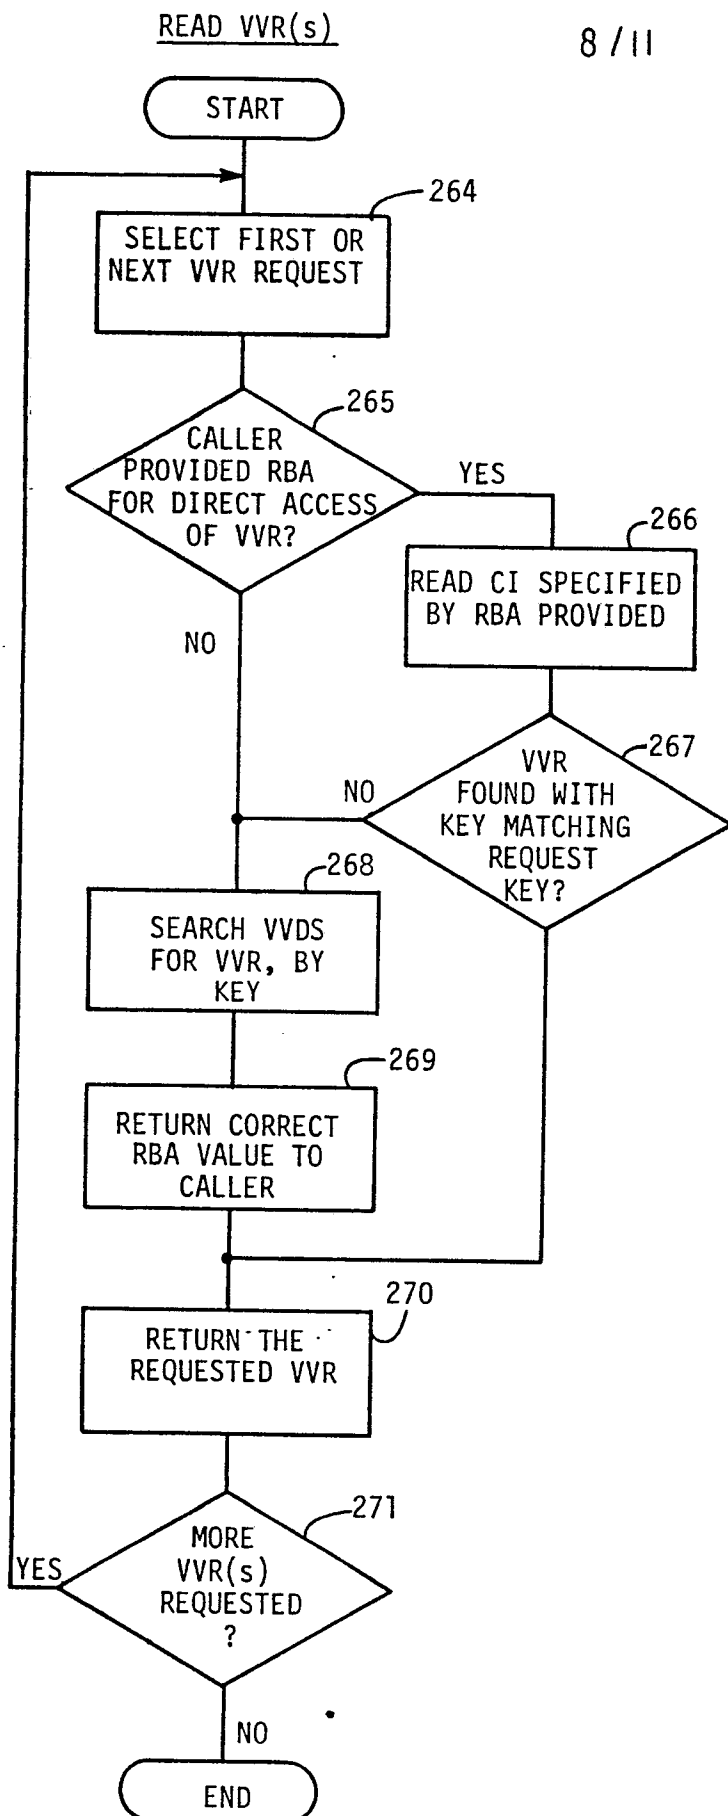 READ VVR(s)
8/11
START
264
SELECT FIRST OR
NEXT VVR REQUEST
265
CALLER
PROVIDED RBA
FOR DIRECT ACCESS
OF VVR?
YES
266
READ CI SPECIFIED
BY RBA PROVIDED
NO
267
VVR
FOUND WITH
KEY MATCHING
REQUEST
KEY?
NO
268
SEARCH VVDS
FOR VVR, BY
KEY
269
RETURN CORRECT
RBA VALUE TO
CALLER
270
RETURN THE
REQUESTED VVR
271
MORE
VVR(s)
REQUESTED
?
YES
NO
END